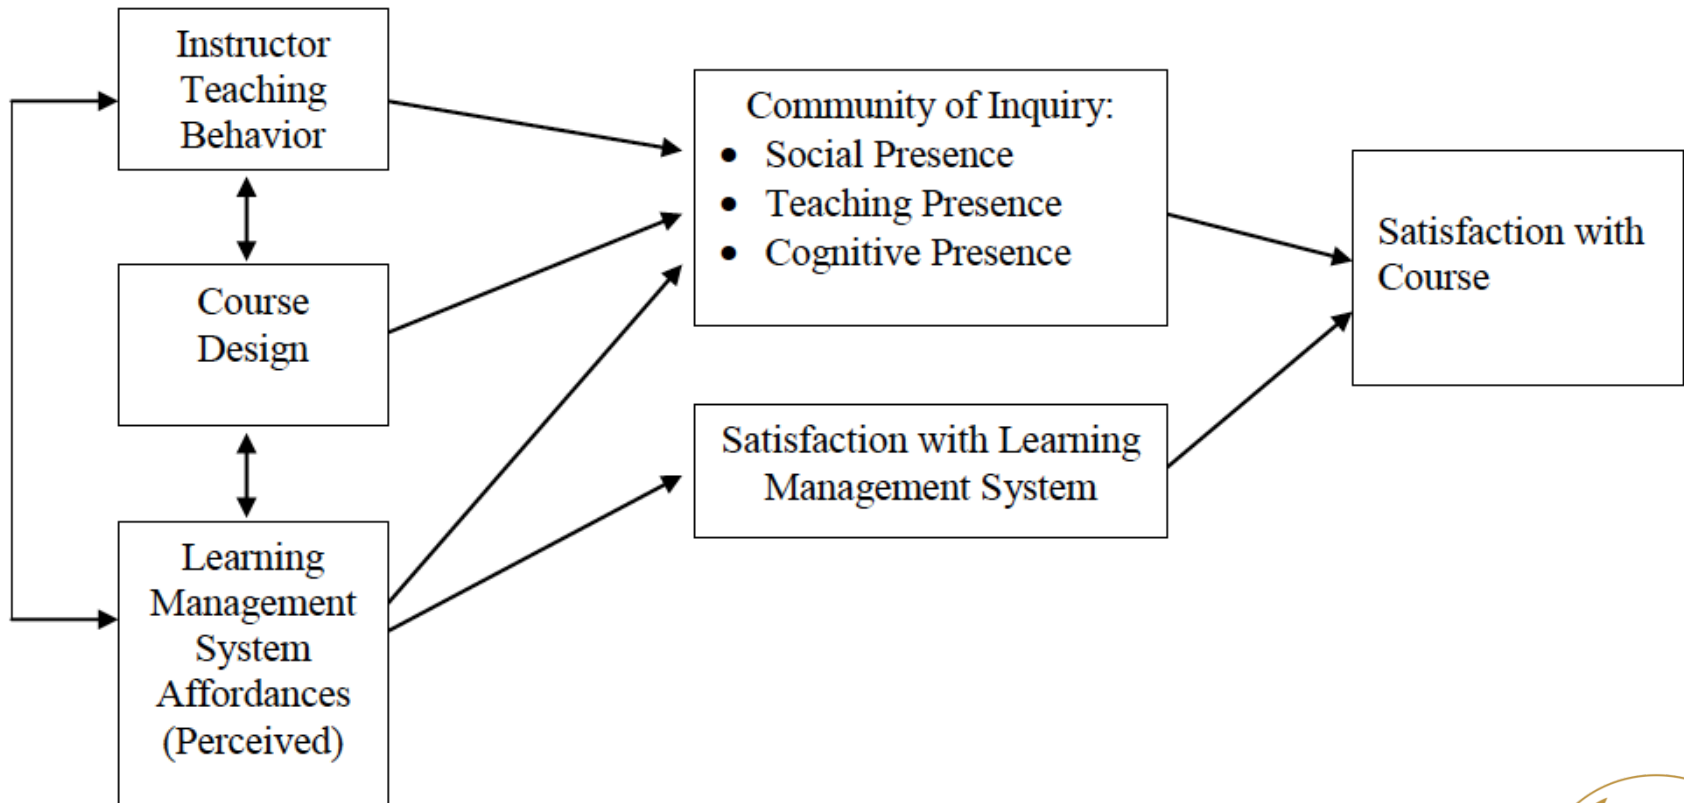 Instructor
Teaching
Behavior
Course
Design
Learning
Management
System
Affordances
(Perceived)
Community of Inquiry:
• Social Presence
• Teaching Presence
• Cognitive Presence
Satisfaction with Learning
Management System
Satisfaction with
Course